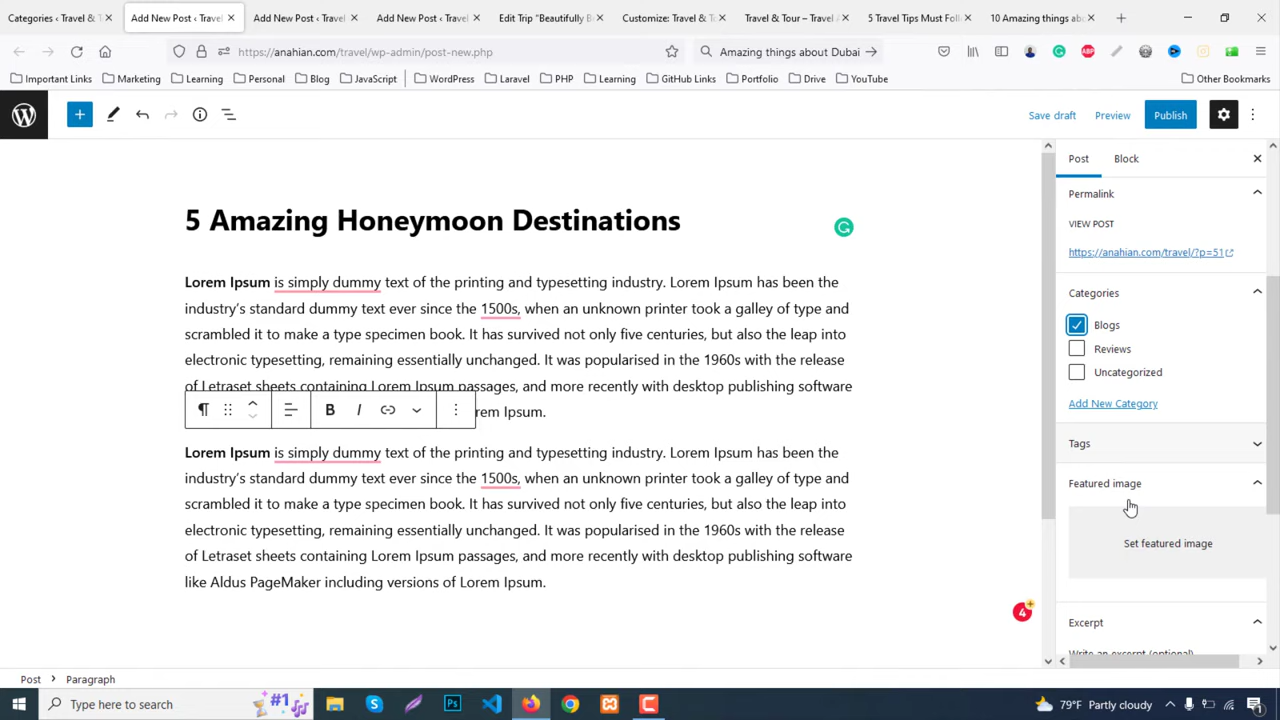 Categories ‹ Travel & T
Add New Post ‹ Travel
Add New Post ‹ Travel
Add New Post ‹ Travel
Edit Trip "Beautifully B
Customize: Travel & To
Travel & Tour – Travel A
5 Travel Tips Must Foll
10 Amazing things abo
https://anahian.com/travel/wp-admin/post-new.php
Amazing things about Dubai
ABP
Important Links
Marketing
Learning
Personal
Blog
JavaScript
WordPress
Laravel
PHP
Learning
GitHub Links
Portfolio
Drive
YouTube
Other Bookmarks
Save draft
Preview
Publish
Post
Block
5 Amazing Honeymoon Destinations
Lorem Ipsum is simply dummy text of the printing and typesetting industry. Lorem Ipsum has been the
industry's standard dummy text ever since the 1500s, when an unknown printer took a galley of type and
scrambled it to make a type specimen book. It has survived not only five centuries, but also the leap into
electronic typesetting, remaining essentially unchanged. It was popularised in the 1960s with the release
of Letraset sheets containing Lorem Ipsum passages, and more recently with desktop publishing software
rem Ipsum.
B I
Lorem Ipsum is simply dummy text of the printing and typesetting industry. Lorem Ipsum has been the
industry's standard dummy text ever since the 1500s, when an unknown printer took a galley of type and
scrambled it to make a type specimen book. It has survived not only five centuries, but also the leap into
electronic typesetting, remaining essentially unchanged. It was popularised in the 1960s with the release
of Letraset sheets containing Lorem Ipsum passages, and more recently with desktop publishing software
like Aldus PageMaker including versions of Lorem Ipsum.
4
Permalink
VIEW POST
https://anahian.com/travel/?p=51
Categories
Blogs
Reviews
Uncategorized
Add New Category
Tags
Featured image
Set featured image
Excerpt
Write an excerpt (optional)
Post
Paragraph
Type here to search
#1
Ps
79°F Partly cloudy